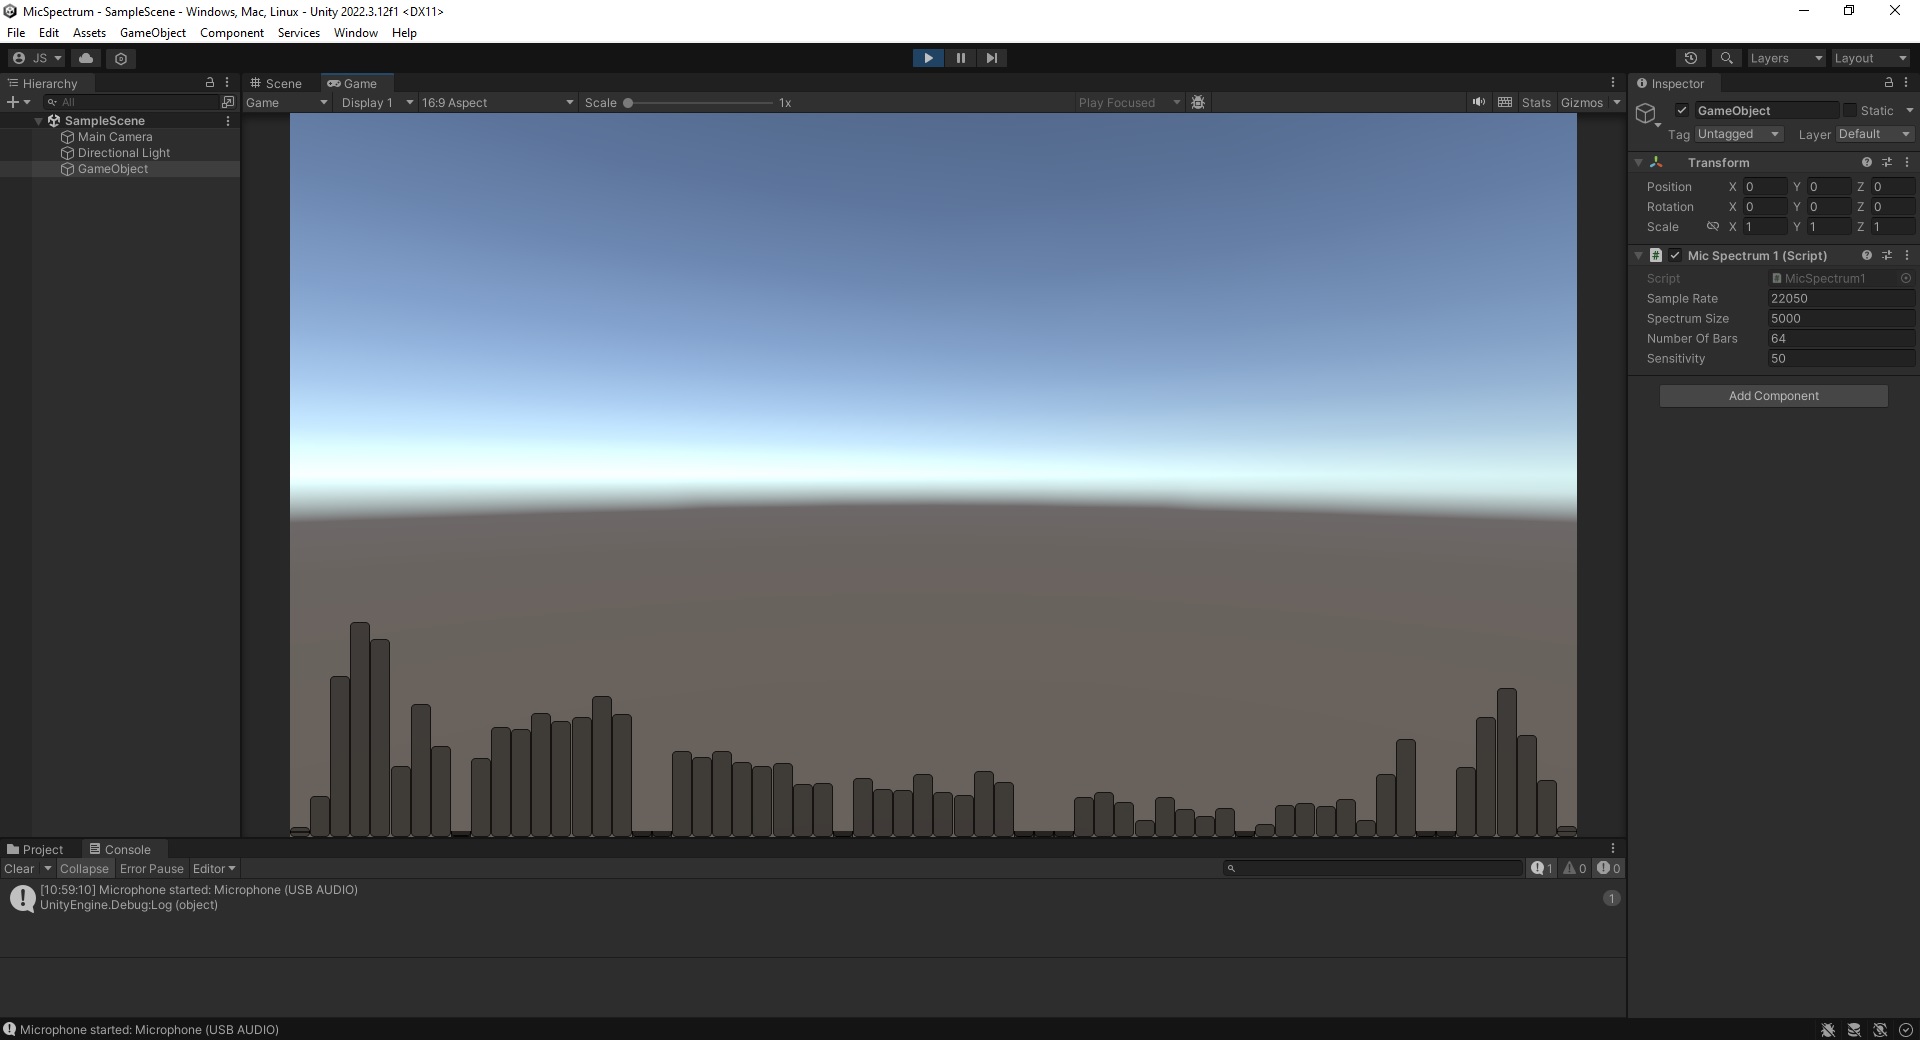 MicSpectrum - SampleScene - Windows, Mac, Linux - Unity 2022.3.12f1 <DX11>
File Edit Assets GameObject Component Services Window Help
JS Layers Layout
Hierarchy
All
SampleScene
Main Camera
Directional Light
GameObject
Scene Game
Game Display 1 16:9 Aspect Scale 1x Play Focused Stats Gizmos
Inspector
GameObject Static
Tag Untagged Layer Default
Transform
Position X 0 Y 0 Z 0
Rotation X 0 Y 0 Z 0
Scale X 1 Y 1 Z 1
# Mic Spectrum 1 (Script)
Script MicSpectrum1
Sample Rate 22050
Spectrum Size 5000
Number Of Bars 64
Sensitivity 50
Add Component
Project Console
Clear Collapse Error Pause Editor 1 0 0
[10:59:10] Microphone started: Microphone (USB AUDIO)
UnityEngine.Debug:Log (object)
1
Microphone started: Microphone (USB AUDIO)